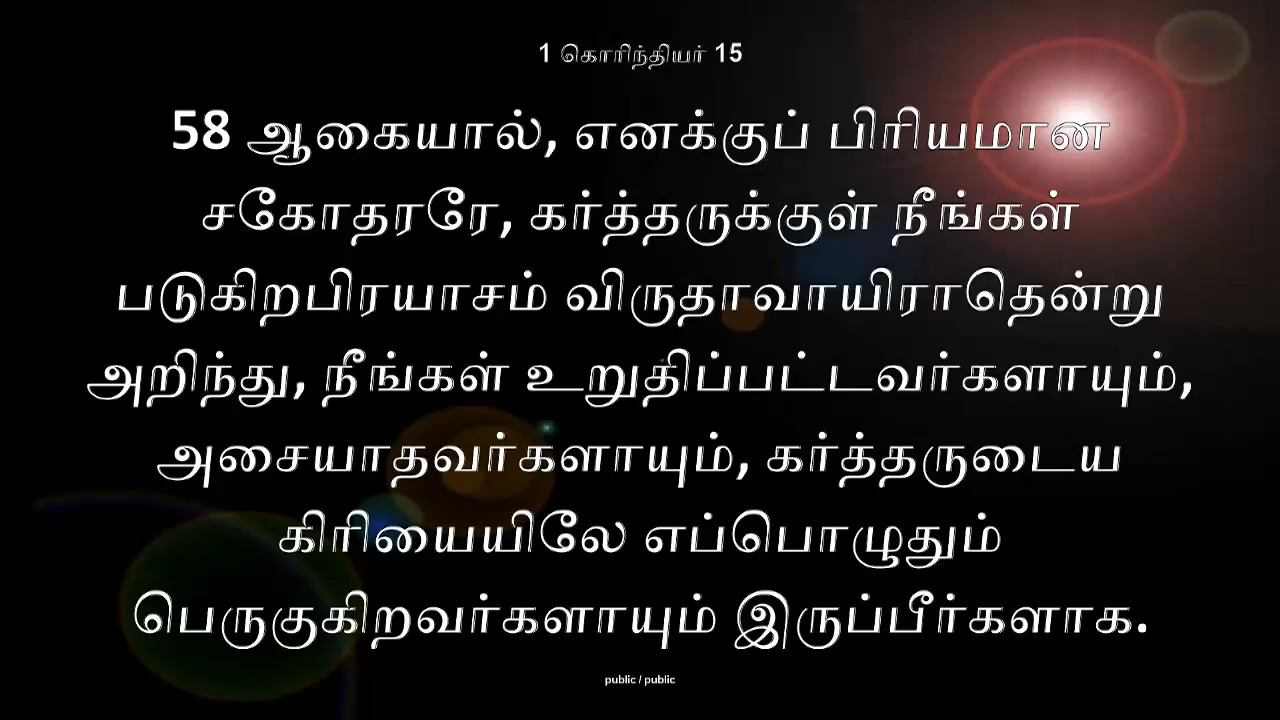 1 கொரிந்தியர் 15
58 ஆகையால், எனக்குப் பிரியமான
சகோதரரே, கர்த்தருக்குள் நீங்கள்
படுகிறபிரயாசம் விருதாவாயிராதென்று
அறிந்து, நீங்கள் உறுதிப்பட்டவர்களாயும்,
அசையாதவர்களாயும், கர்த்தருடைய
கிரியையிலே எப்பொழுதும்
பெருகுகிறவர்களாயும் இருப்பீர்களாக.
public / public